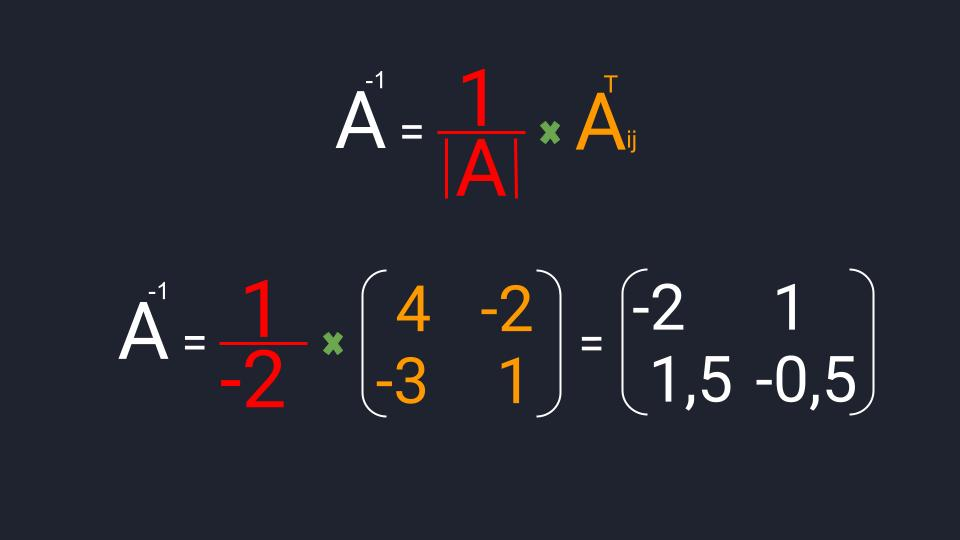 A⁻¹ = 1/|A| × Aᵀᵢⱼ
A⁻¹ = 1/-2 × (4 -2 -3 1) = (-2 1 1,5 -0,5)